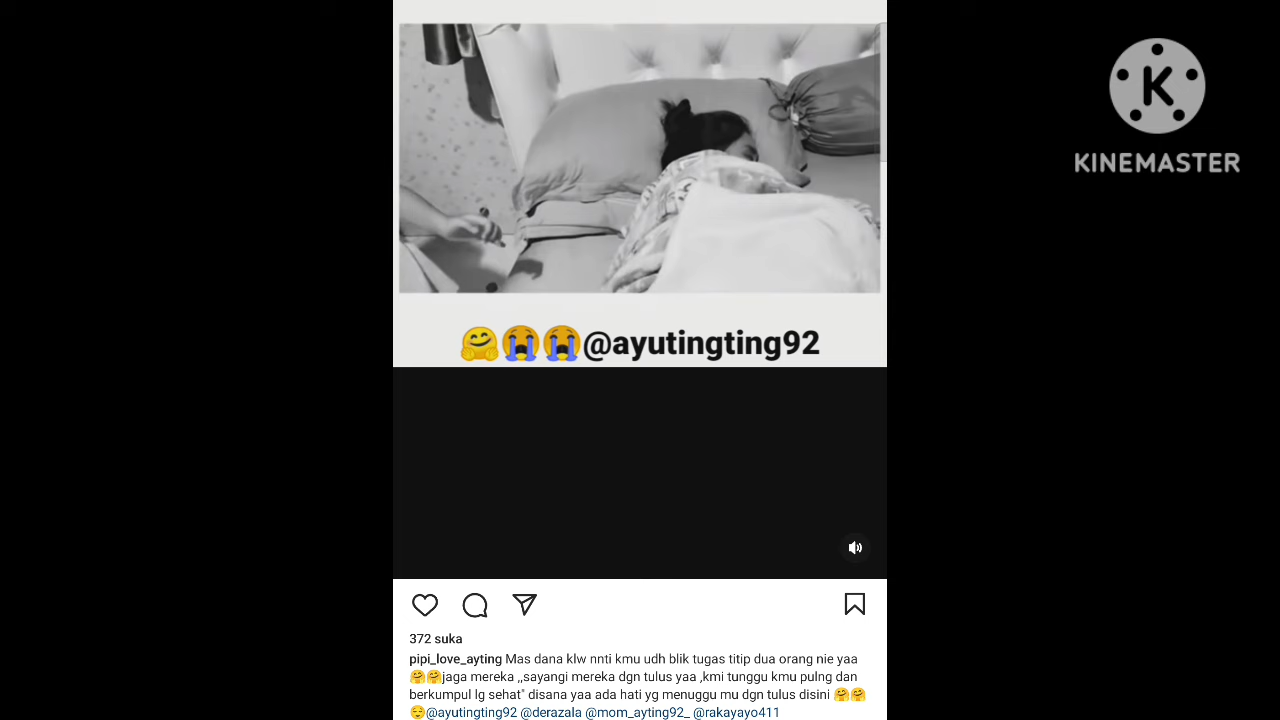 KINEMASTER
🤗😭😭@ayutingting92
372 suka
pipi_love_ayting Mas dana klw nnti kmu udh blik tugas titip dua orang nie yaa
🤗🤗jaga mereka ,,sayangi mereka dgn tulus yaa ,kmi tunggu kmu pulng dan
berkumpul lg sehat" disana yaa ada hati yg menuggu mu dgn tulus disini 🤗🤗
😌@ayutingting92 @derazala @mom_ayting92_ @rakayayo411